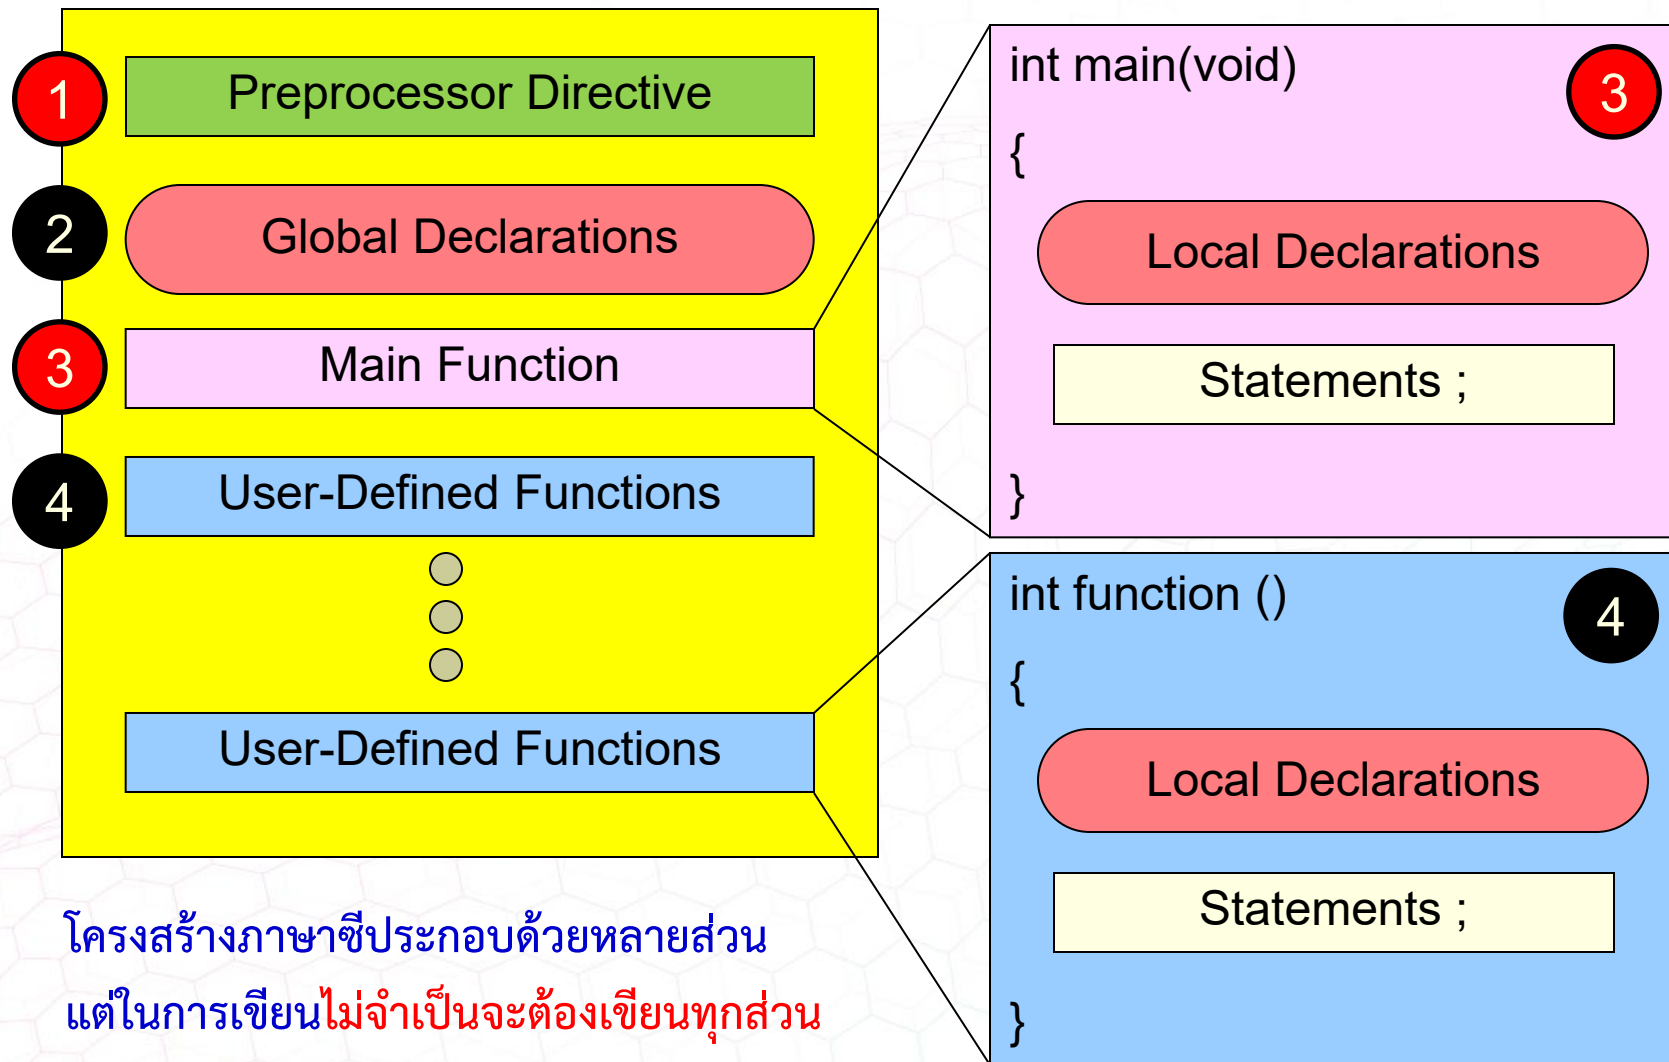 1
Preprocessor Directive
2
Global Declarations
3
Main Function
4
User-Defined Functions
User-Defined Functions
int main(void)
3
{
Local Declarations
Statements ;
}
int function ()
4
{
Local Declarations
Statements ;
}
โครงสร้างภาษาซีประกอบด้วยหลายส่วน
แต่ในการเขียนไม่จำเป็นจะต้องเขียนทุกส่วน